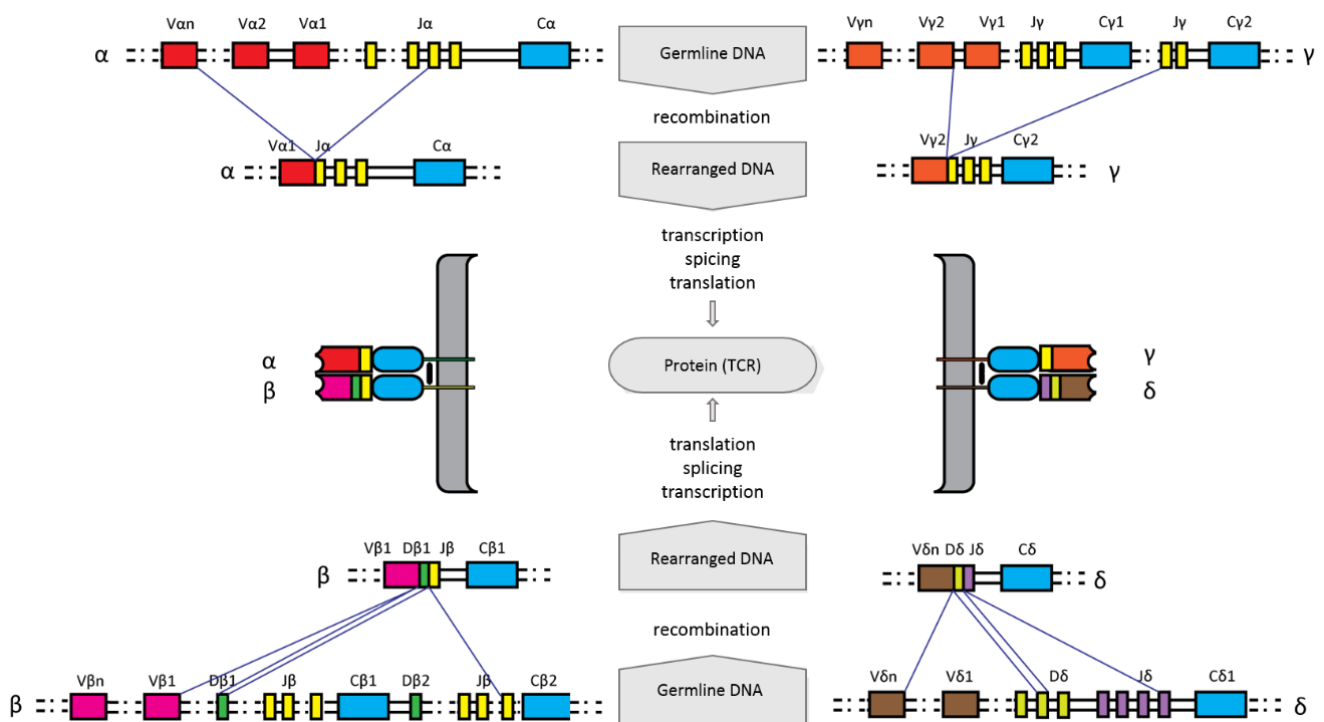 Vαn Vα2 Vα1 Jα Cα
α
Germline DNA
Vγn Vγ2 Vγ1 Jγ Cγ1 Jγ Cγ2
γ
recombination
Vα1 Jα Cα
α
Rearranged DNA
Vγ2 Jγ Cγ2
γ
transcription
spicing
translation
α
β
Protein (TCR)
γ
δ
translation
splicing
transcription
Vβ1 Dβ1 Jβ Cβ1
β
Rearranged DNA
Vδn Dδ Jδ Cδ
δ
recombination
Vβn Vβ1 Dβ1 Jβ Cβ1 Dβ2 Jβ Cβ2
β
Germline DNA
Vδn Vδ1 Dδ Jδ Cδ1
δ